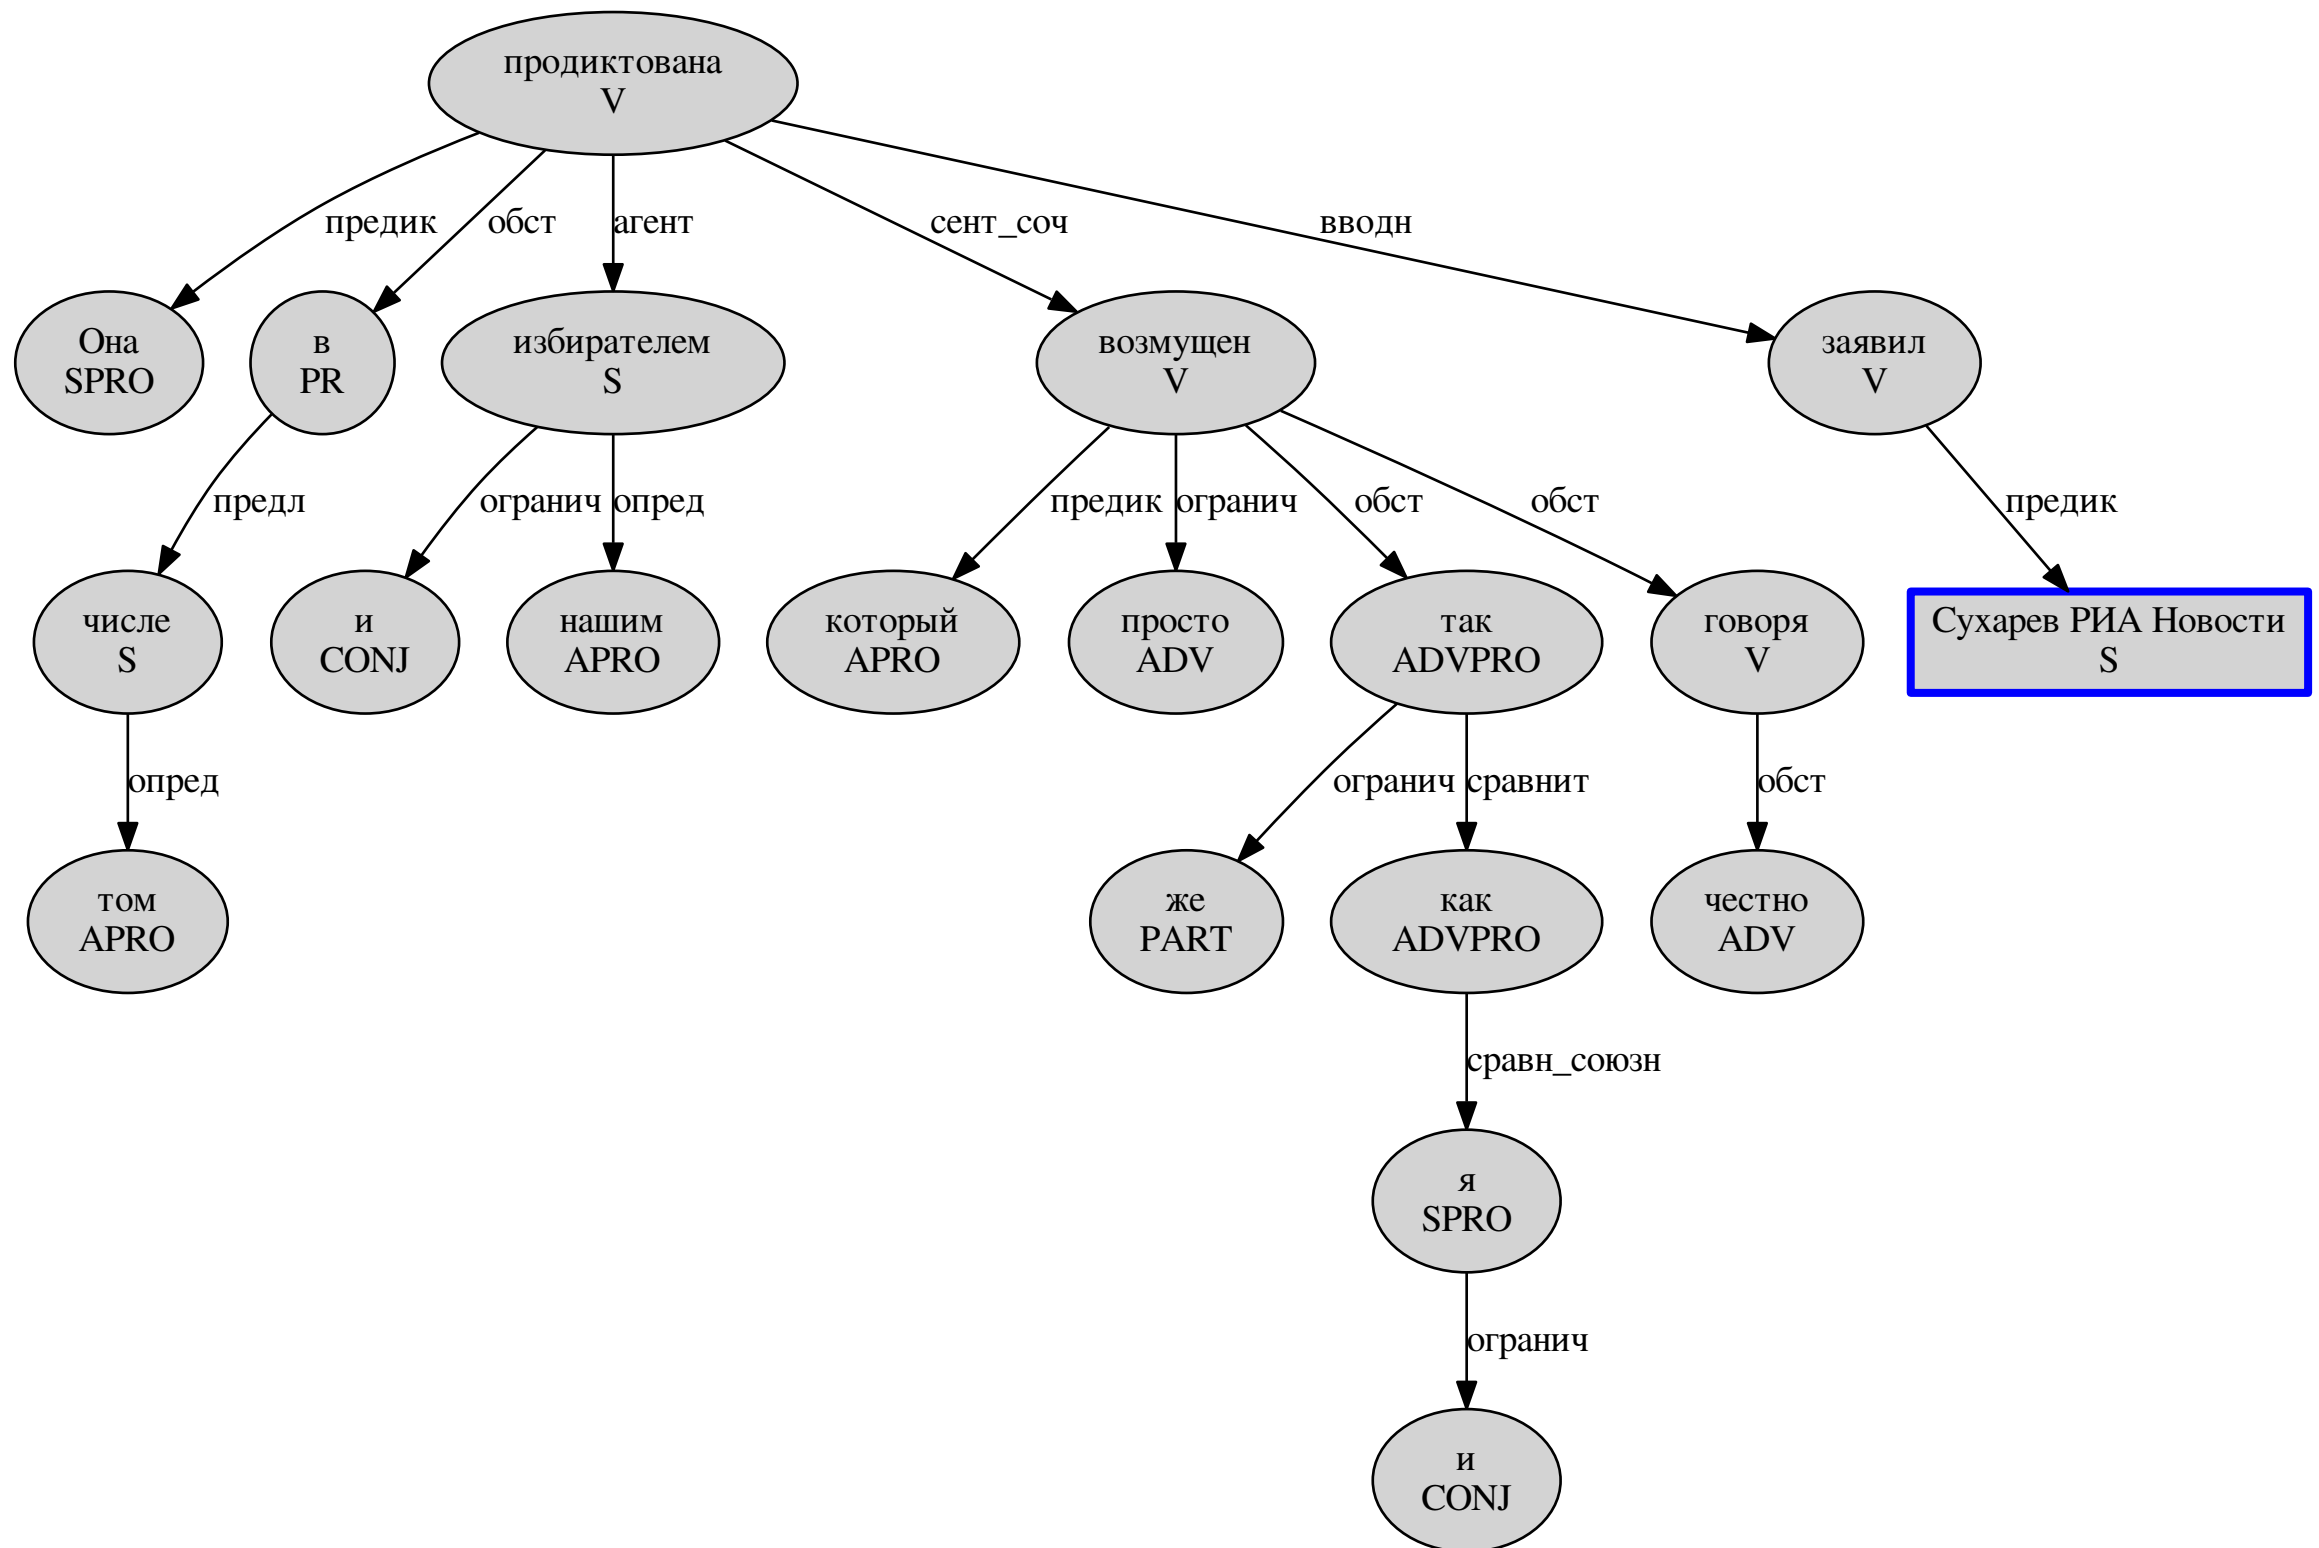 продиктована
V
предик
обст
агент
сент_соч
вводн
Она
SPRO
в
PR
избирателем
S
возмущен
V
заявил
V
предл
огранич
опред
предик
огранич
обст
обст
предик
числе
S
и
CONJ
нашим
APRO
который
APRO
просто
ADV
так
ADVPRO
говоря
V
Сухарев РИА Новости
S
опред
огранич
сравнит
обст
том
APRO
же
PART
как
ADVPRO
честно
ADV
сравн_союзн
я
SPRO
огранич
и
CONJ